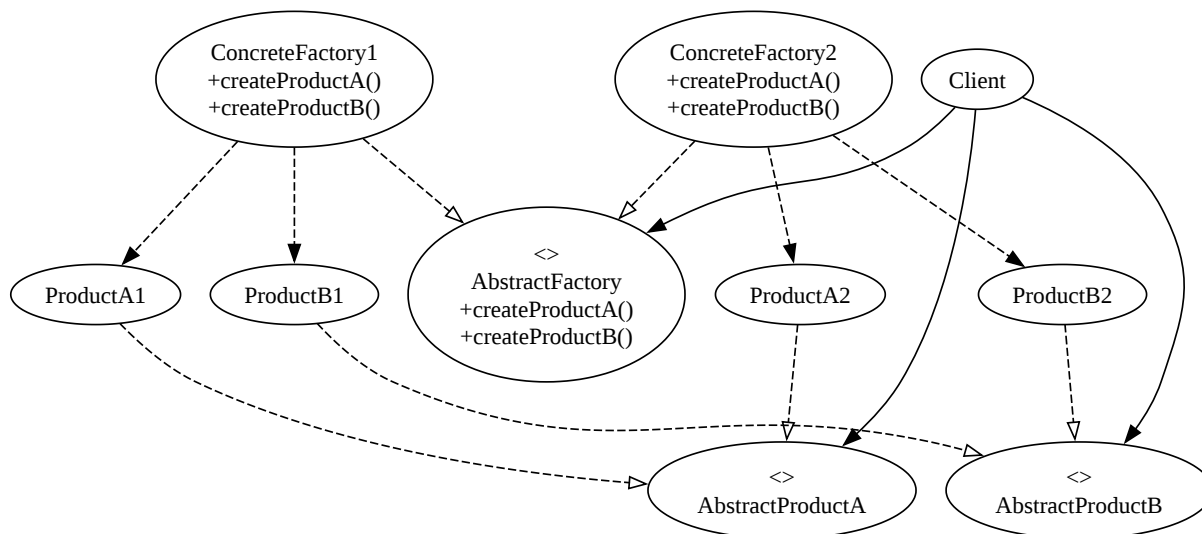 ConcreteFactory1
+createProductA()
+createProductB()
ConcreteFactory2
+createProductA()
+createProductB()
Client
ProductA1
ProductB1
<>
AbstractFactory
+createProductA()
+createProductB()
ProductA2
ProductB2
<>
AbstractProductA
<>
AbstractProductB